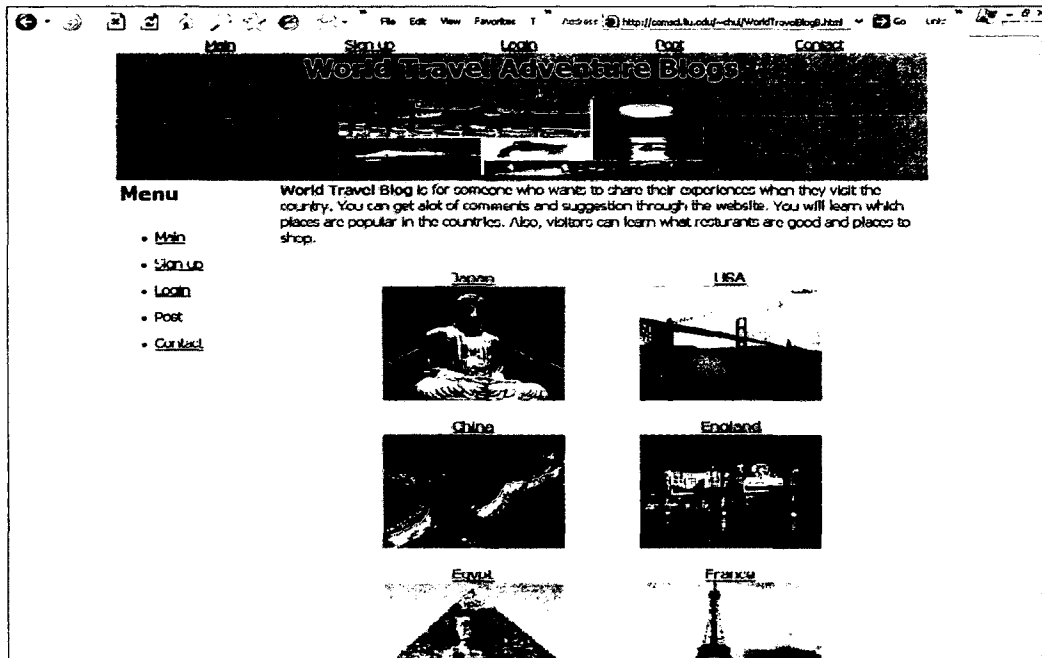 File Edit View Favorites T Address http://comsci.liu.edu/~chui/WorldTravelBlogB.html Go Links
Main Sign up Login Post Contact
World Travel Adventure Blogs
Menu
World Travel Blog is for someone who wants to share their experiences when they visit the
country. You can get alot of comments and suggestion through the website. You will learn which
places are popular in the countries. Also, visitors can learn what resturants are good and places to
shop.
• Main
• Sign up
• Login
• Post
• Contact
Japan USA
China England
Egypt France